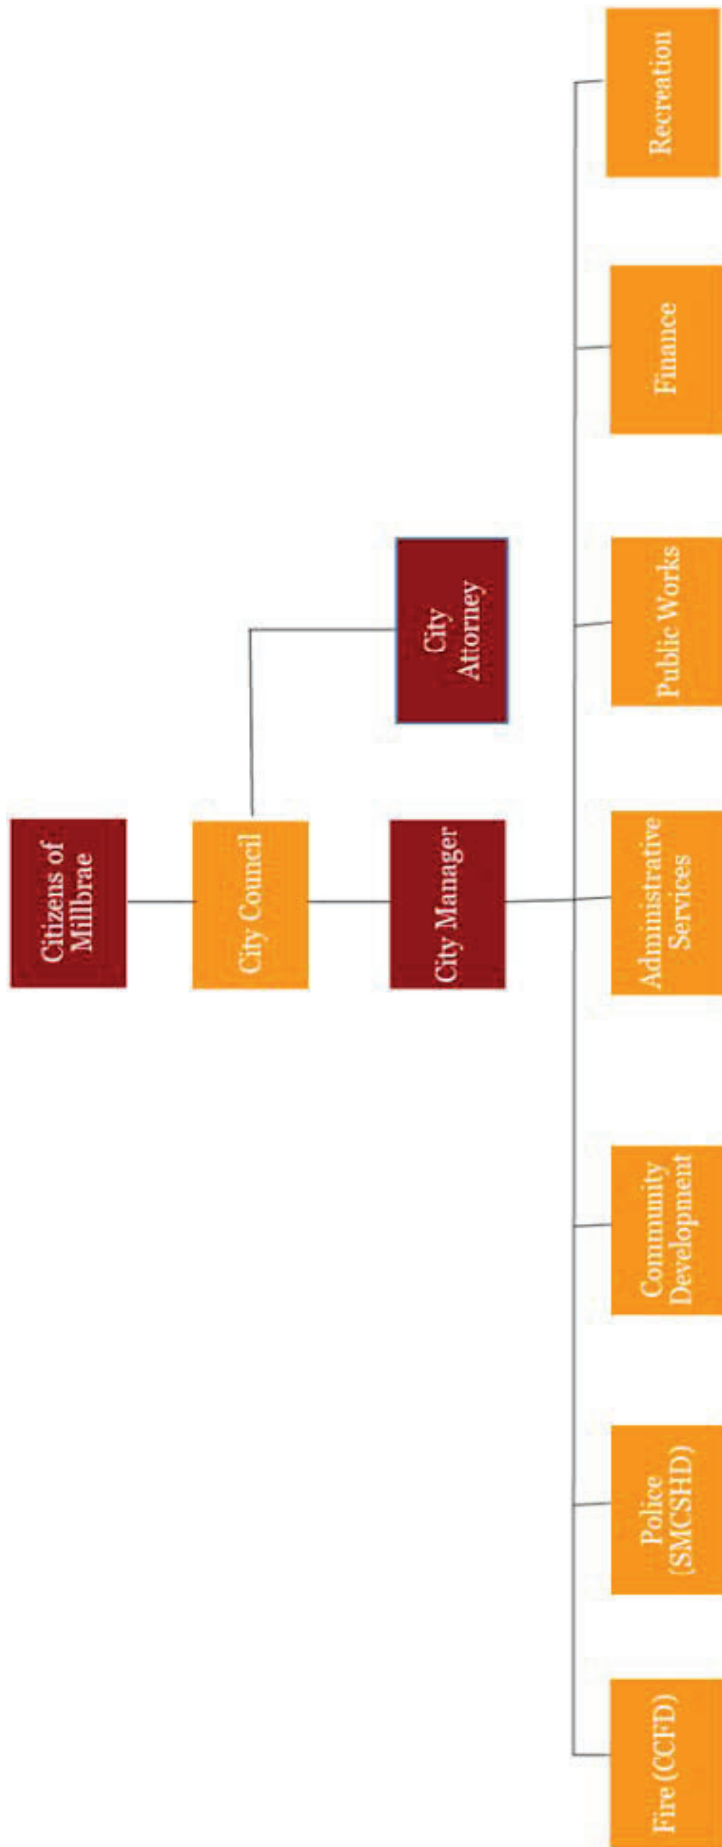 Citizens of
Millbrae
City Council
City Manager
City
Attorney
Fire (CCFD)
Police
(SMCSHD)
Community
Development
Administrative
Services
Public Works
Finance
Recreation